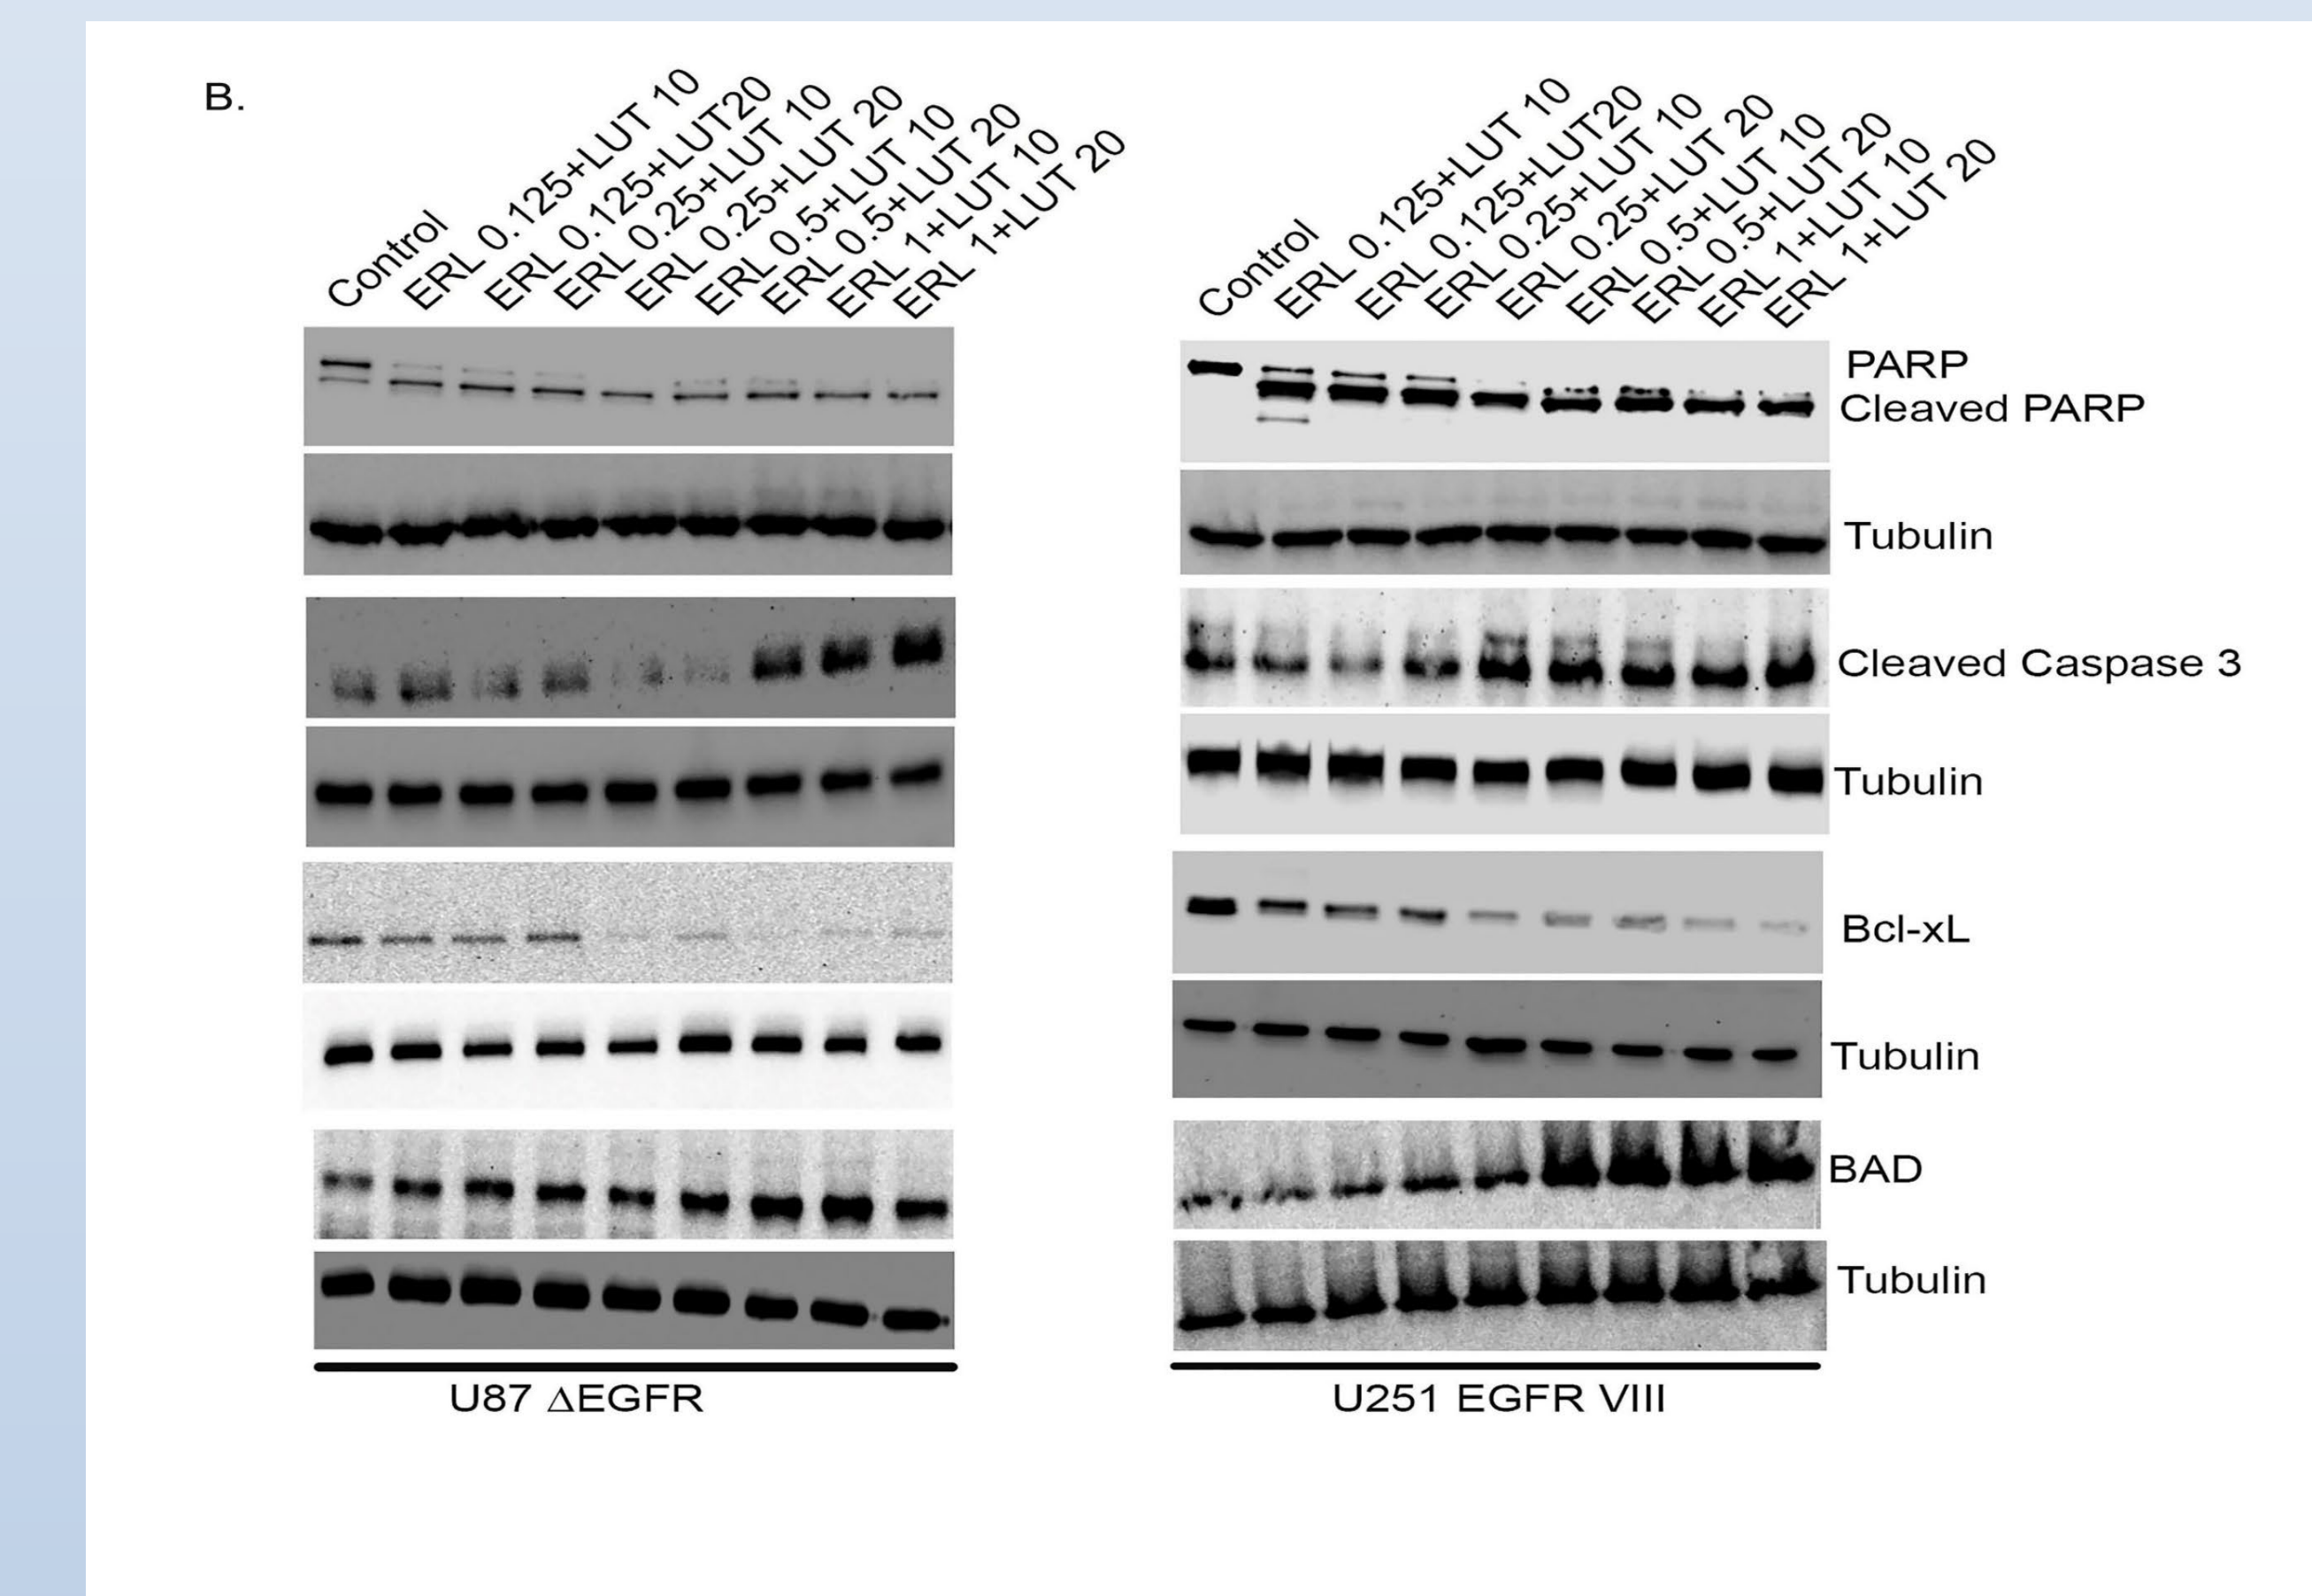 B.
Control
ERL 0.125+LUT 10
ERL 0.125+LUT20
ERL 0.25+LUT 10
ERL 0.25+LUT 20
ERL 0.5+LUT 10
ERL 0.5+LUT 20
ERL 1+LUT 10
ERL 1+LUT 20
Control
ERL 0.125+LUT 10
ERL 0.125+LUT20
ERL 0.25+LUT 10
ERL 0.25+LUT 20
ERL 0.5+LUT 10
ERL 0.5+LUT 20
ERL 1+LUT 10
ERL 1+LUT 20
PARP
Cleaved PARP
Tubulin
Cleaved Caspase 3
Tubulin
Bcl-xL
Tubulin
BAD
Tubulin
U87 ΔEGFR
U251 EGFR VIII